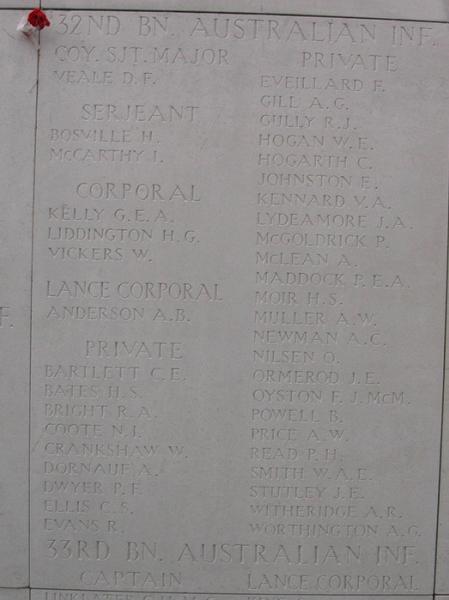 32ND BN. AUSTRALIAN INF.
COY. SJT. MAJOR
VEALE D. F.
SERJEANT
BOSVILLE H.
McCARTHY J.
CORPORAL
KELLY G. E. A.
LIDDINGTON H. G.
VICKERS W.
LANCE CORPORAL
ANDERSON A. B.
PRIVATE
BARTLETT C. E.
BATES H. S.
BRIGHT R. A.
COOTE N. J.
CRANKSHAW W.
DORNAUF A.
DWYER P. F.
ELLIS C. S.
EVANS R.
PRIVATE
EVEILLARD F.
GILL A. G.
GULLY R. J.
HOGAN W. E.
HOGARTH C.
JOHNSTON E.
KENNARD V. A.
LYDEAMORE J. A.
McGOLDRICK P.
McLEAN A.
MADDOCK P. E. A.
MOIR H. S.
MULLER A. W.
NEWMAN A. C.
NILSEN O.
ORMEROD J. E.
OYSTON F. J. McM.
POWELL B.
PRICE A. W.
READ P. H.
SMITH W. A. E.
STUTLEY J. E.
WITHERIDGE A. R.
WORTHINGTON A. G.
33RD BN. AUSTRALIAN INF.
CAPTAIN
LANCE CORPORAL
F.